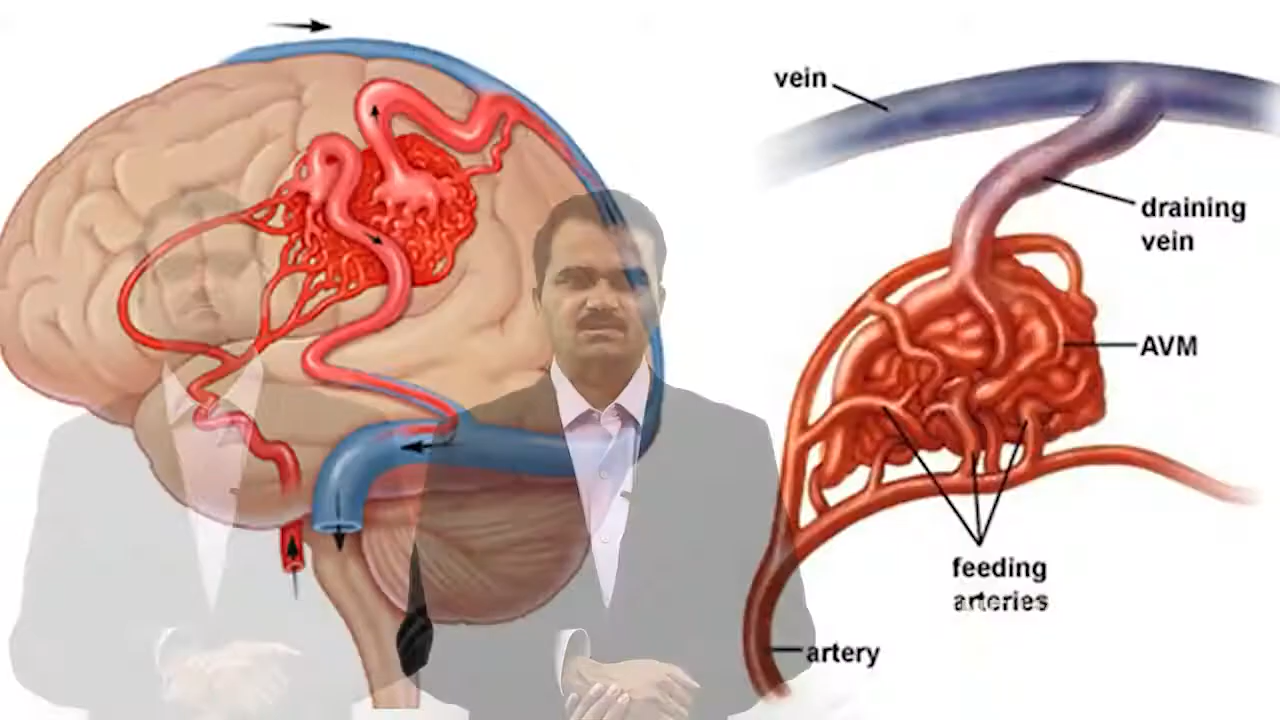 vein
draining
vein
AVM
feeding
arteries
artery